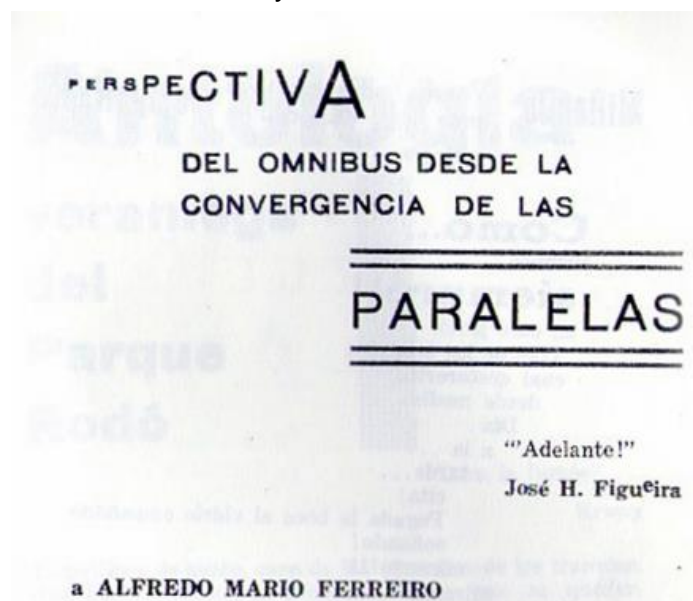 PERSPECTIVA
DEL OMNIBUS DESDE LA
CONVERGENCIA DE LAS
PARALELAS
"'Adelante!"
José H. Figueira
a ALFREDO MARIO FERREIRO